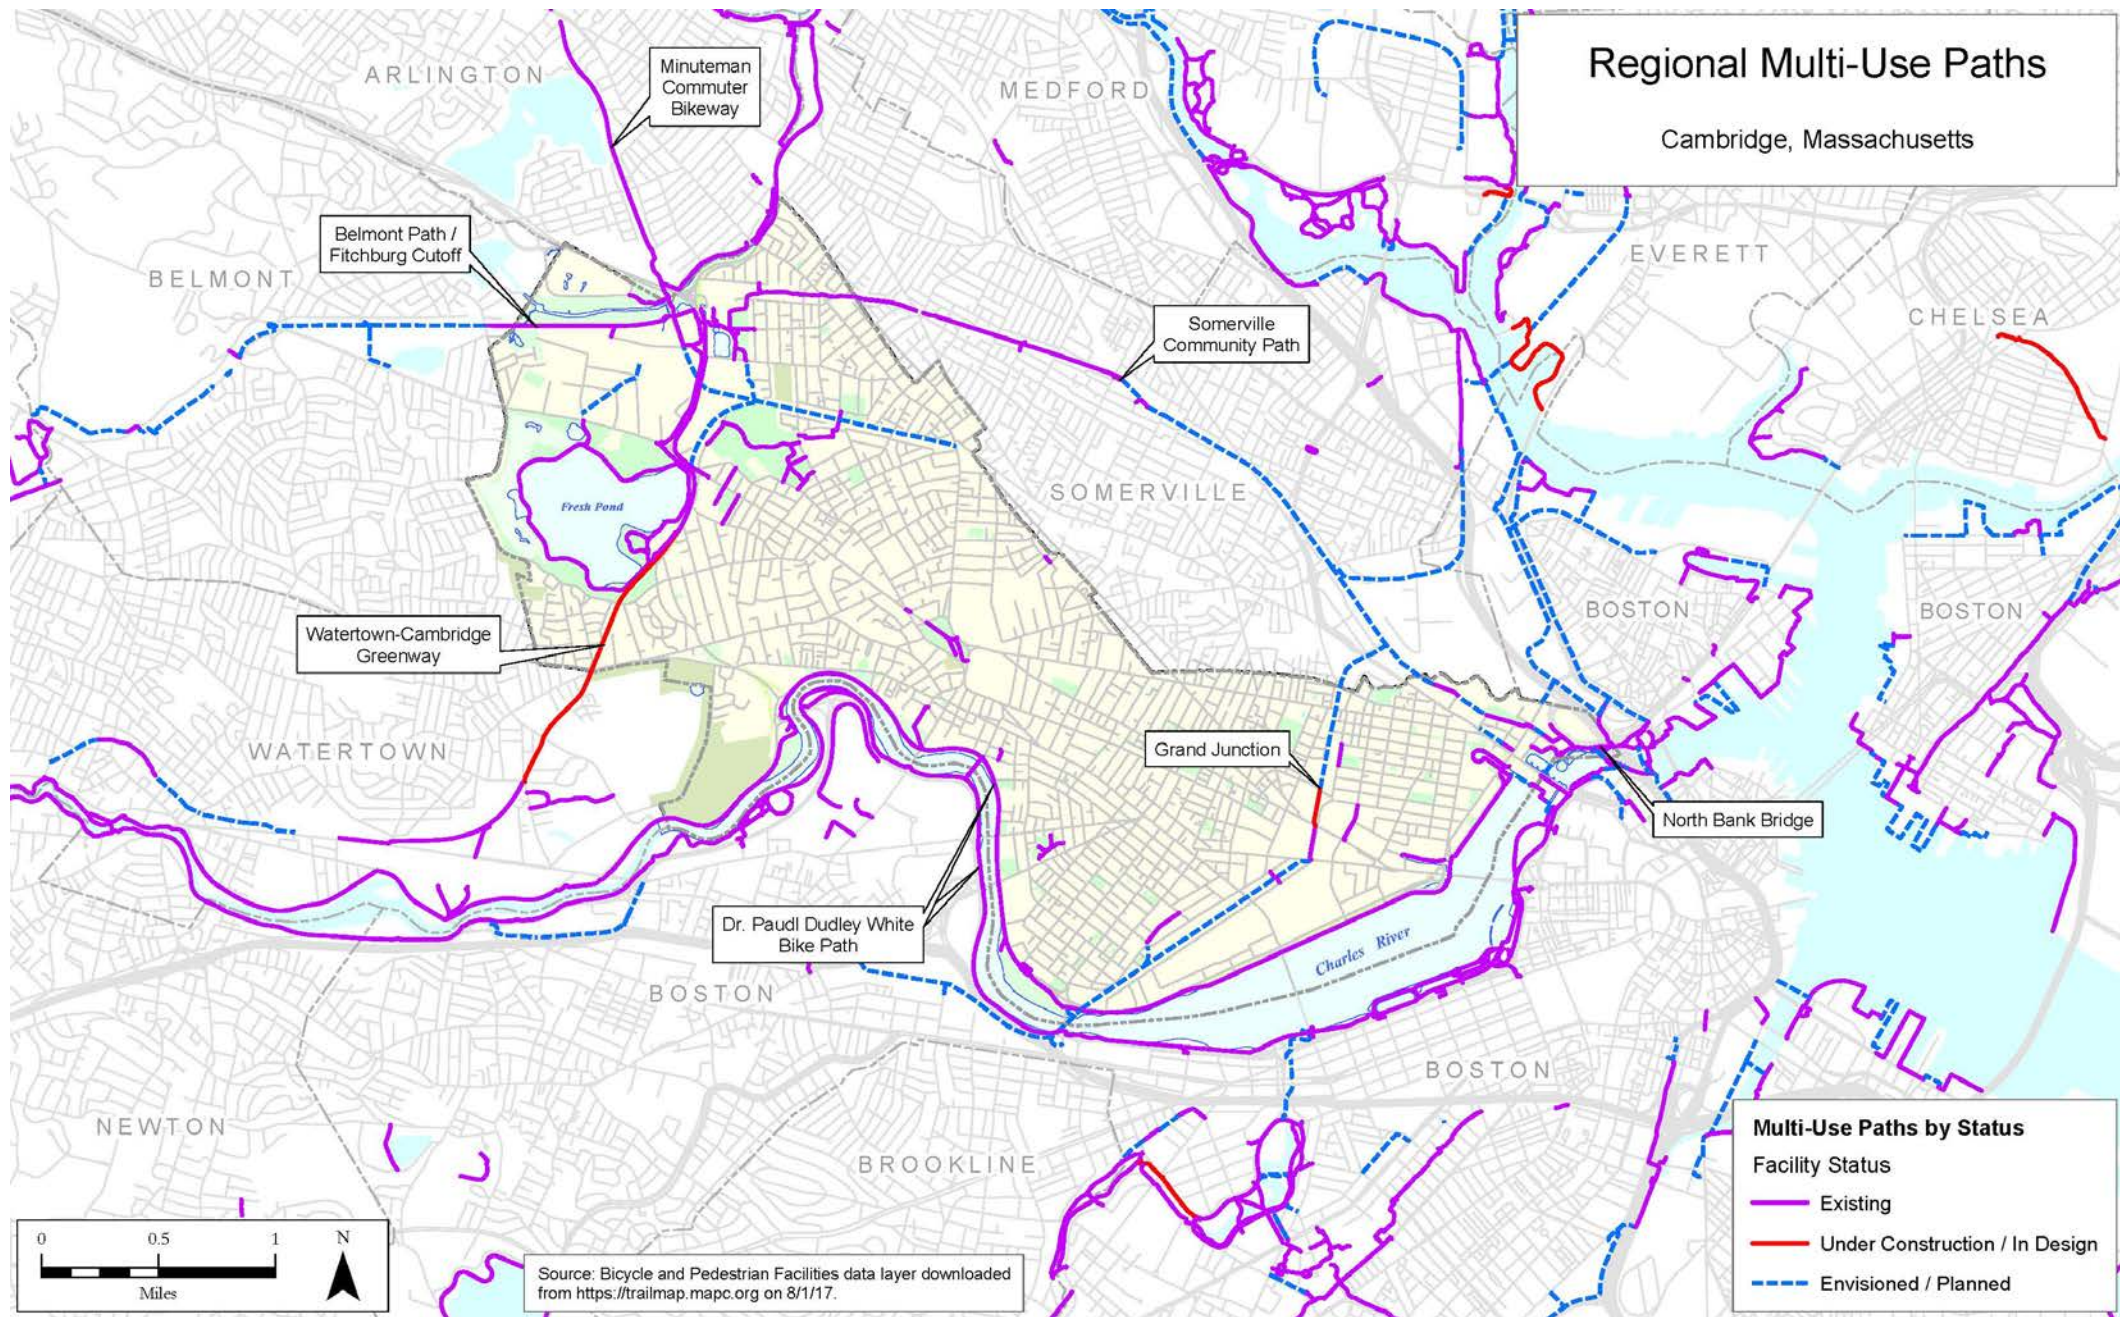 Regional Multi-Use Paths
Cambridge, Massachusetts
ARLINGTON
Minuteman
Commuter
Bikeway
MEDFORD
Belmont Path /
Fitchburg Cutoff
BELMONT
EVERETT
CHELSEA
Somerville
Community Path
SOMERVILLE
Fresh Pond
BOSTON
BOSTON
Watertown-Cambridge
Greenway
WATERTOWN
Grand Junction
North Bank Bridge
Dr. Paudl Dudley White
Bike Path
Charles River
BOSTON
BOSTON
NEWTON
BROOKLINE
Multi-Use Paths by Status
Facility Status
Existing
Under Construction / In Design
Envisioned / Planned
0 0.5 1
Miles
N
Source: Bicycle and Pedestrian Facilities data layer downloaded
from https://trailmap.mapc.org on 8/1/17.